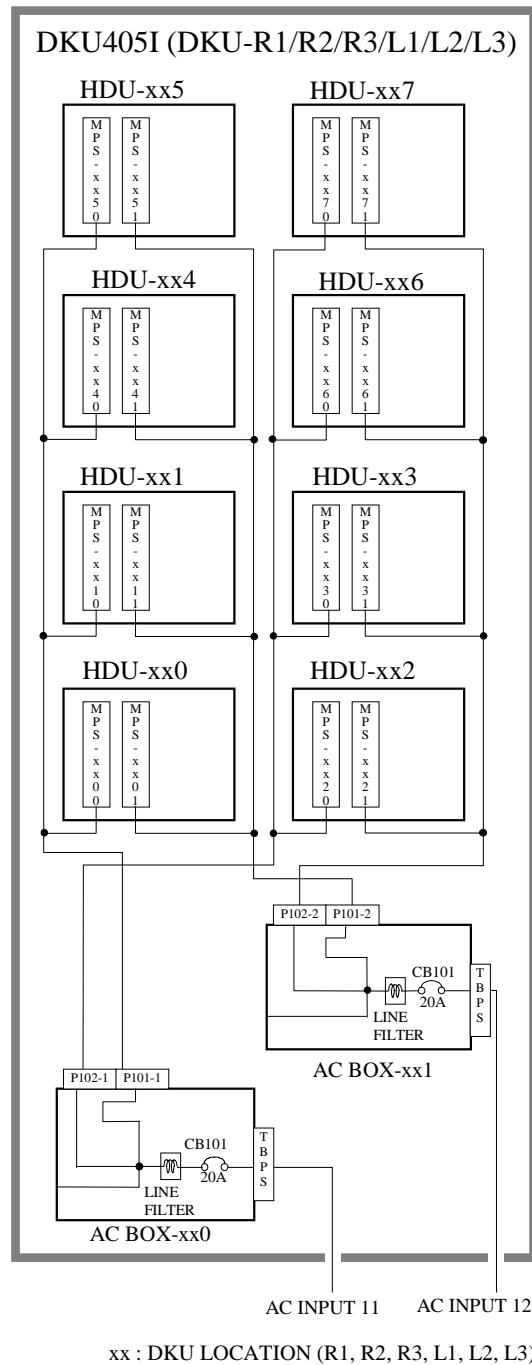 DKU405I (DKU-R1/R2/R3/L1/L2/L3)
HDU-xx5
HDU-xx7
MPS-xx50
MPS-xx51
MPS-xx70
MPS-xx71
HDU-xx4
HDU-xx6
MPS-xx40
MPS-xx41
MPS-xx60
MPS-xx61
HDU-xx1
HDU-xx3
MPS-xx10
MPS-xx11
MPS-xx30
MPS-xx31
HDU-xx0
HDU-xx2
MPS-xx00
MPS-xx01
MPS-xx20
MPS-xx21
P102-2
P101-2
CB101
20A
LINE
FILTER
TBPS
AC BOX-xx1
P102-1
P101-1
CB101
20A
LINE
FILTER
TBPS
AC BOX-xx0
AC INPUT 11
AC INPUT 12
xx : DKU LOCATION (R1, R2, R3, L1, L2, L3